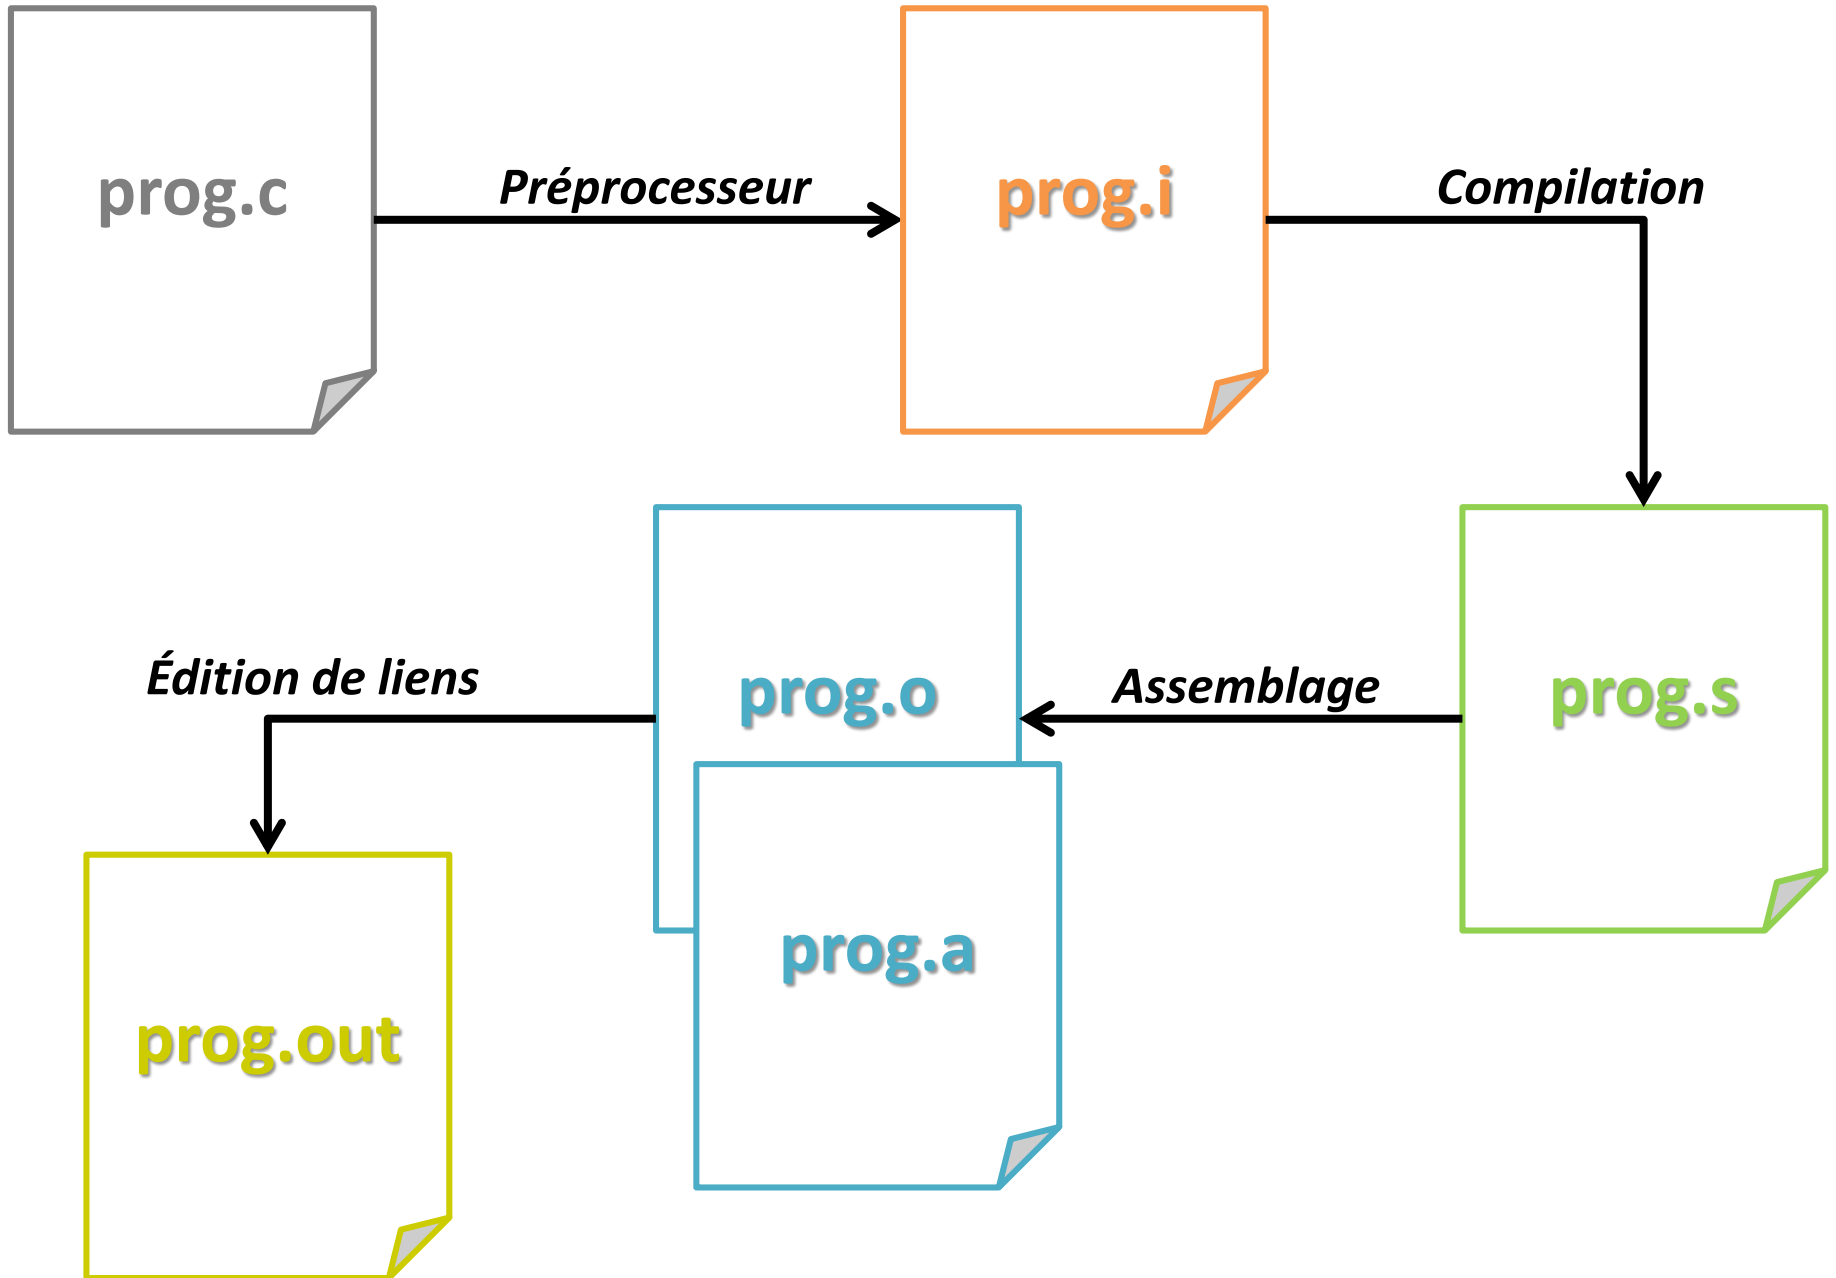 prog.c
Préprocesseur
prog.i
Compilation
prog.s
Assemblage
prog.o
prog.a
Édition de liens
prog.out